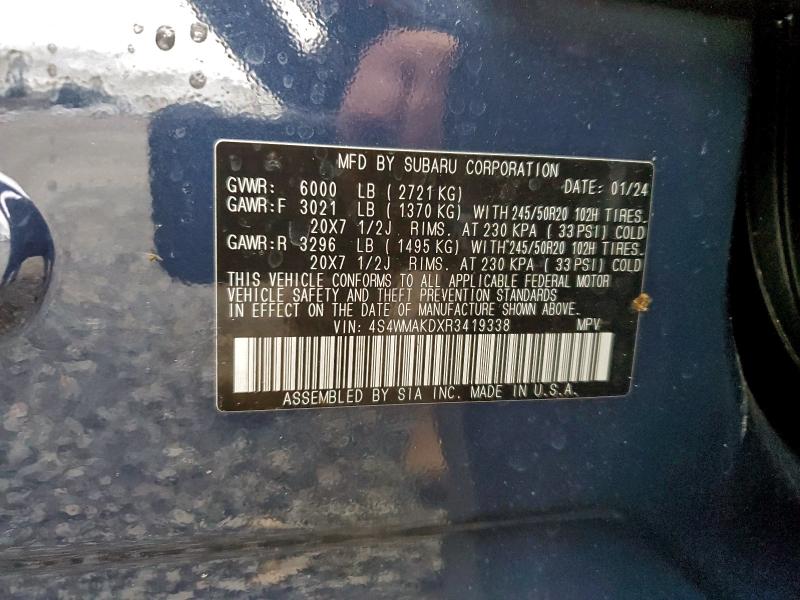 MFD BY SUBARU CORPORATION
GVWR: 6000 LB ( 2721 KG) DATE: 01/24
GAWR:F 3021 LB ( 1370 KG) WITH 245/50R20 102H TIRES.
20X7 1/2J RIMS. AT 230 KPA ( 33 PSI) COLD
GAWR:R 3296 LB ( 1495 KG) WITH 245/50R20 102H TIRES.
20X7 1/2J RIMS. AT 230 KPA ( 33 PSI) COLD
THIS VEHICLE CONFORMS TO ALL APPLICABLE FEDERAL MOTOR
VEHICLE SAFETY AND THEFT PREVENTION STANDARDS
IN EFFECT ON THE DATE OF MANUFACTURE SHOWN ABOVE.
VIN: 4S4WMAKDXR3419338 MPV
ASSEMBLED BY SIA INC. MADE IN U.S.A.